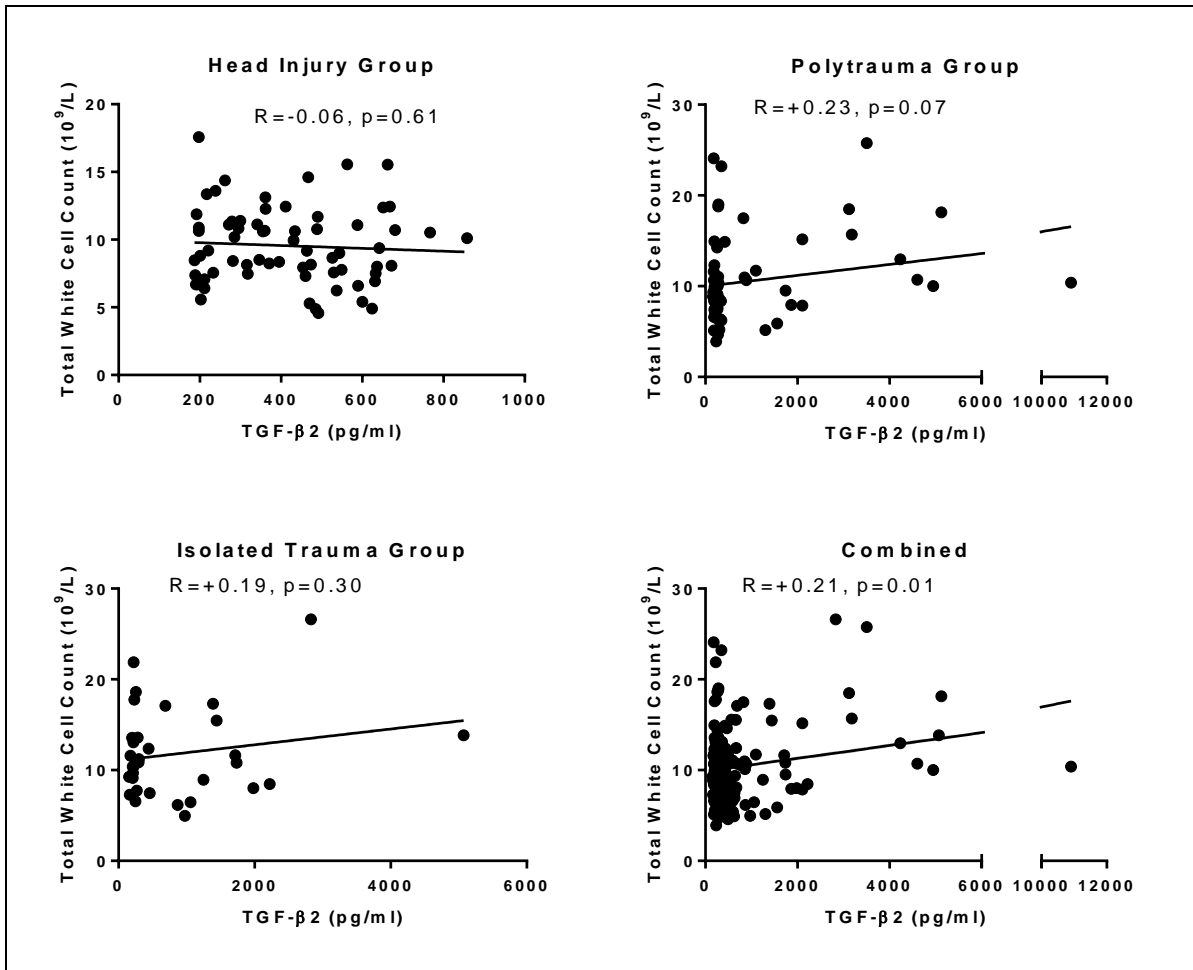 Head Injury Group
R=-0.06, p=0.61
Total White Cell Count (10⁹/L)
20
15
10
5
0
0 200 400 600 800 1000
TGF-β2 (pg/ml)
Polytrauma Group
R=+0.23, p=0.07
Total White Cell Count (10⁹/L)
30
20
10
0
0 2000 4000 6000 10000 12000
TGF-β2 (pg/ml)
Isolated Trauma Group
R=+0.19, p=0.30
Total White Cell Count (10⁹/L)
30
20
10
0
0 2000 4000 6000
TGF-β2 (pg/ml)
Combined
R=+0.21, p=0.01
Total White Cell Count (10⁹/L)
30
20
10
0
0 2000 4000 6000 10000 12000
TGF-β2 (pg/ml)